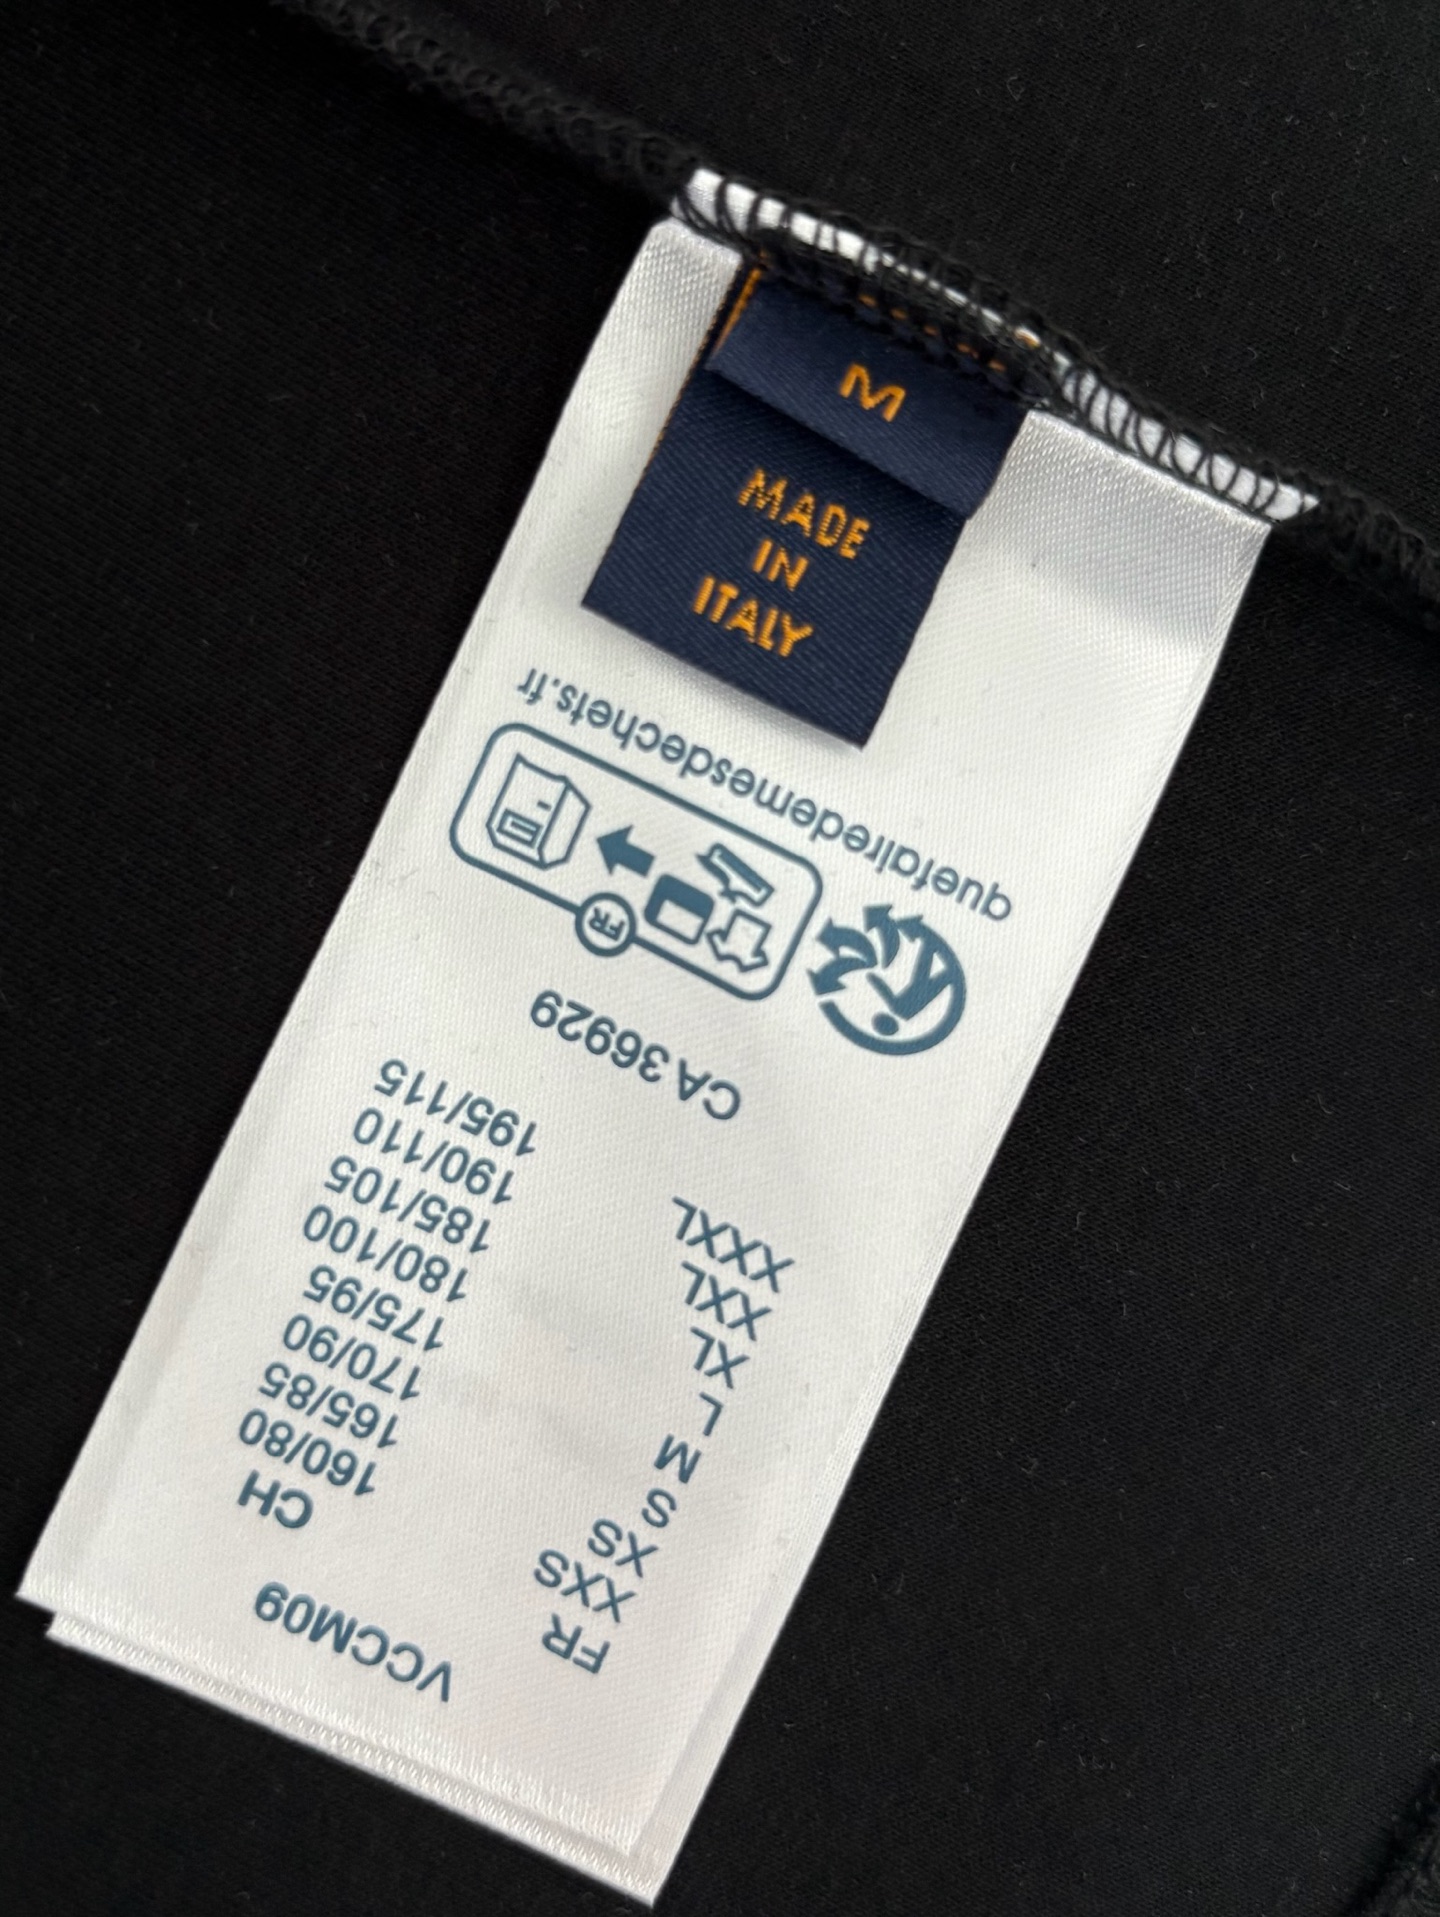 M
MADE
IN
ITALY
VCCM09
FR CH
XXS 160/80
XS 165/85
S 170/90
M 175/95
L 180/100
XL 185/105
XXL 190/110
XXXL 195/115
CA 36929
FR
quefairedemesdechets.fr